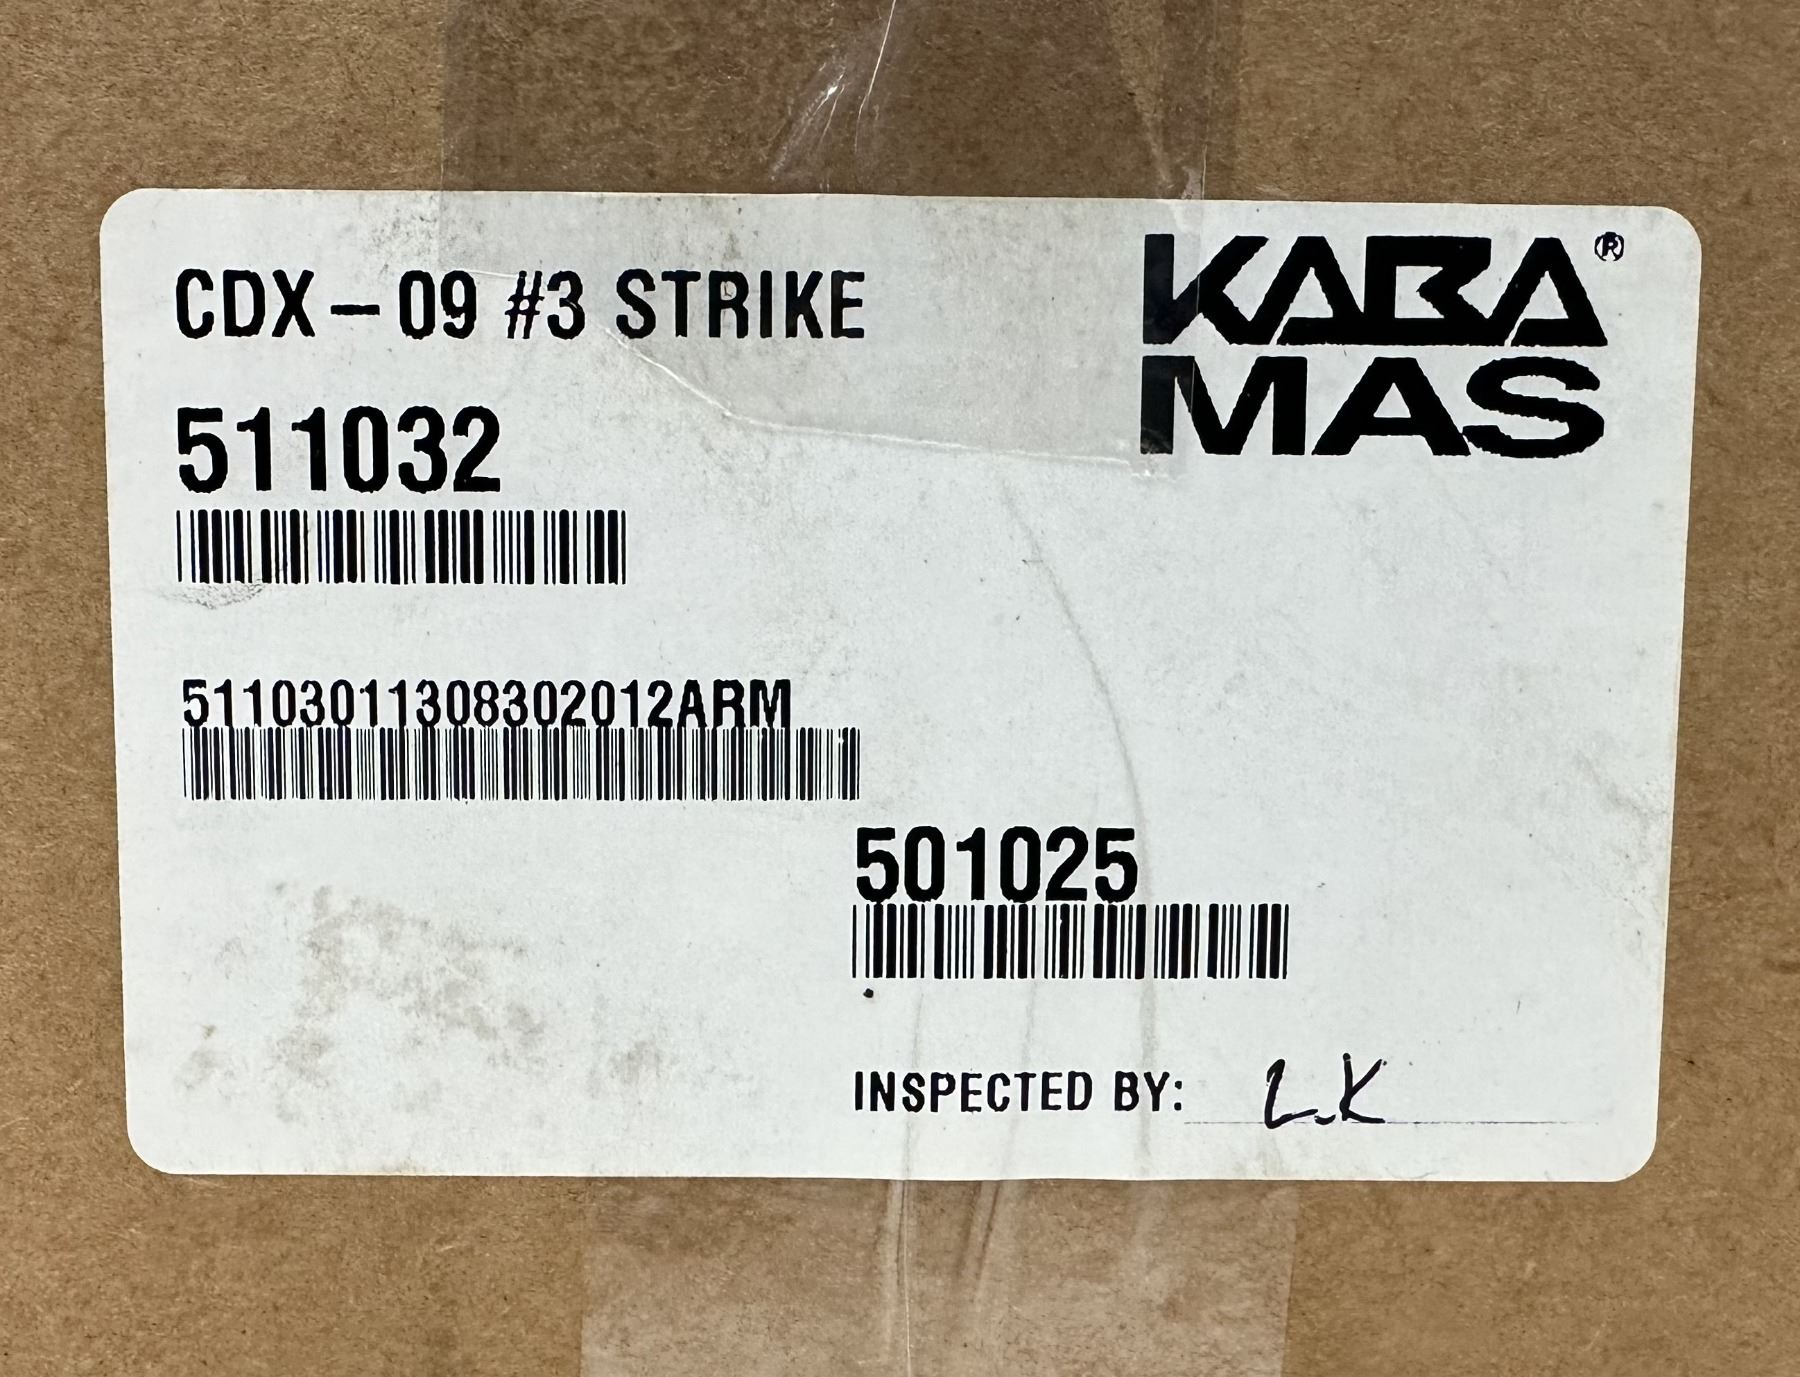 CDX-09 #3 STRIKE
KABA®
MAS
511032
51103011308302012ARM
501025
INSPECTED BY: L.K